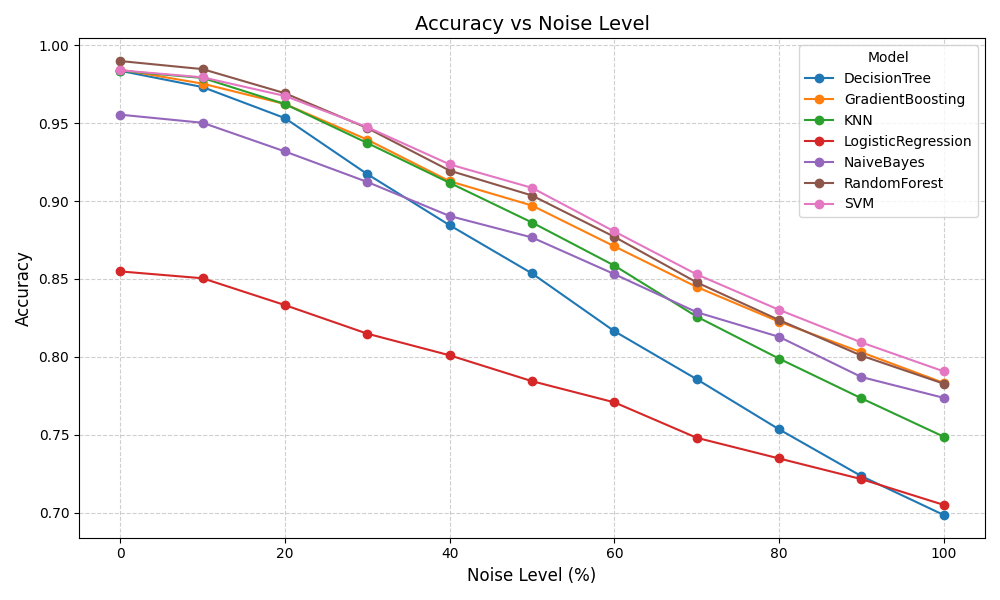 Accuracy vs Noise Level
Accuracy
1.00
0.95
0.90
0.85
0.80
0.75
0.70
Model
DecisionTree
GradientBoosting
KNN
LogisticRegression
NaiveBayes
RandomForest
SVM
0 20 40 60 80 100
Noise Level (%)